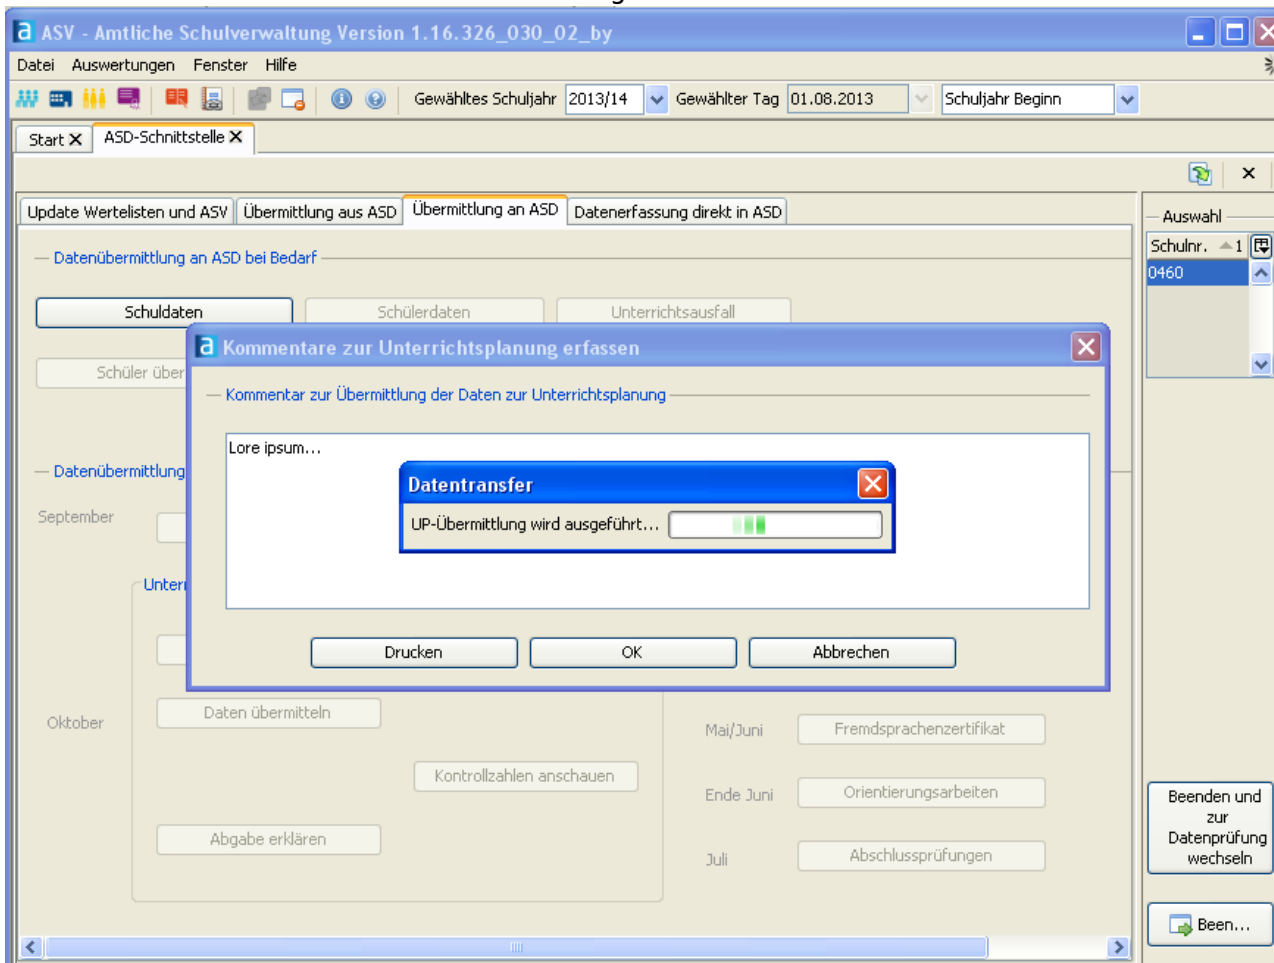 ASV - Amtliche Schulverwaltung Version 1.16.326_030_02_by
Datei Auswertungen Fenster Hilfe
Gewähltes Schuljahr 2013/14 Gewählter Tag 01.08.2013 Schuljahr Beginn
Start ASD-Schnittstelle
Update Wertelisten und ASV Übermittlung aus ASD Übermittlung an ASD Datenerfassung direkt in ASD
Auswahl
Schulnr. 1
0460
Datenübermittlung an ASD bei Bedarf
Schuldaten Schülerdaten Unterrichtsausfall
Schüler über
Kommentare zur Unterrichtsplanung erfassen
Kommentar zur Übermittlung der Daten zur Unterrichtsplanung
Lore ipsum...
Datentransfer
UP-Übermittlung wird ausgeführt...
Drucken OK Abbrechen
Datenübermittlung
September
Unterr
Oktober
Daten übermitteln
Kontrollzahlen anschauen
Abgabe erklären
Mai/Juni Fremdsprachenzertifikat
Ende Juni Orientierungsarbeiten
Juli Abschlussprüfungen
Beenden und
zur
Datenprüfung
wechseln
Been...